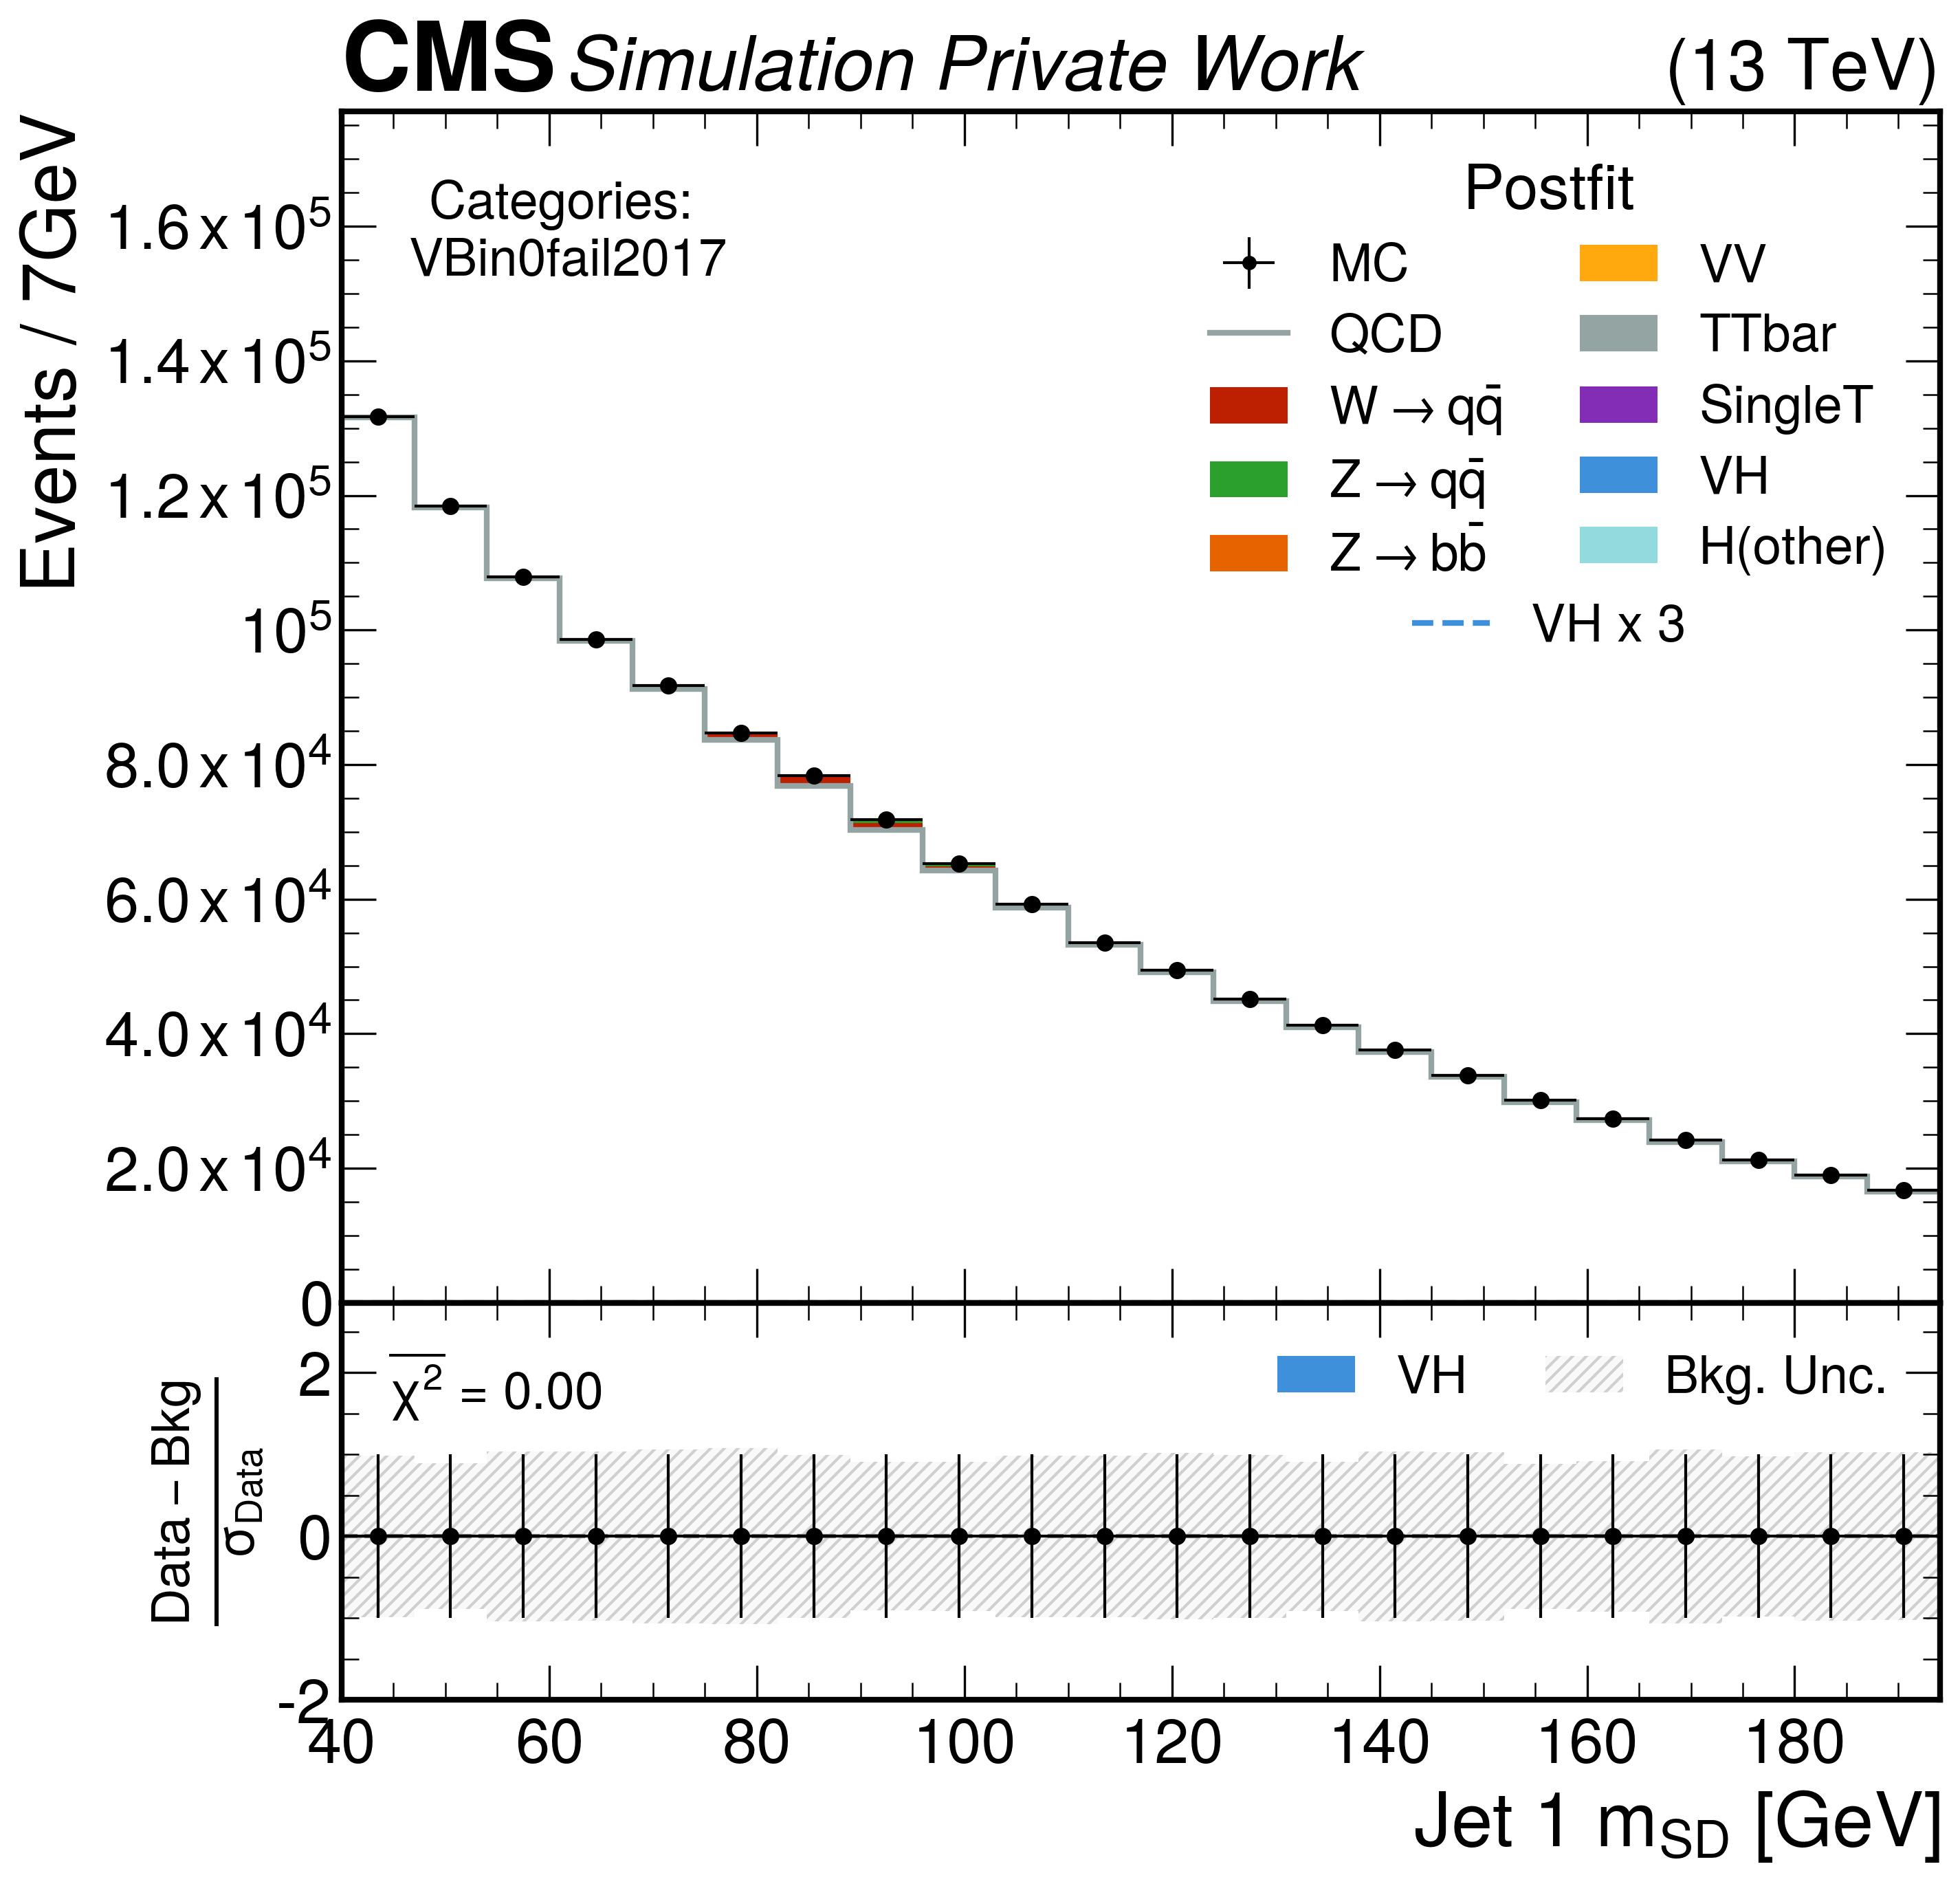 CMS Simulation Private Work (13 TeV)
Events / 7GeV
Categories:
VBin0fail2017
Postfit
MC
QCD
W → qq̄
Z → qq̄
Z → bb̄
VV
TTbar
SingleT
VH
H(other)
VH x 3
1.6 x 10⁵
1.4 x 10⁵
1.2 x 10⁵
10⁵
8.0 x 10⁴
6.0 x 10⁴
4.0 x 10⁴
2.0 x 10⁴
0
Data – Bkg
σ_Data
χ² = 0.00
VH
Bkg. Unc.
2
0
-2
40 60 80 100 120 140 160 180
Jet 1 m_SD [GeV]